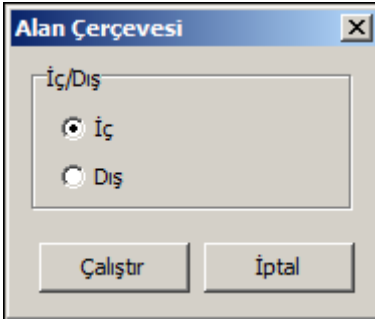 Alan Çerçevesi
İç/Dış
İç
Dış
Çalıştır
İptal